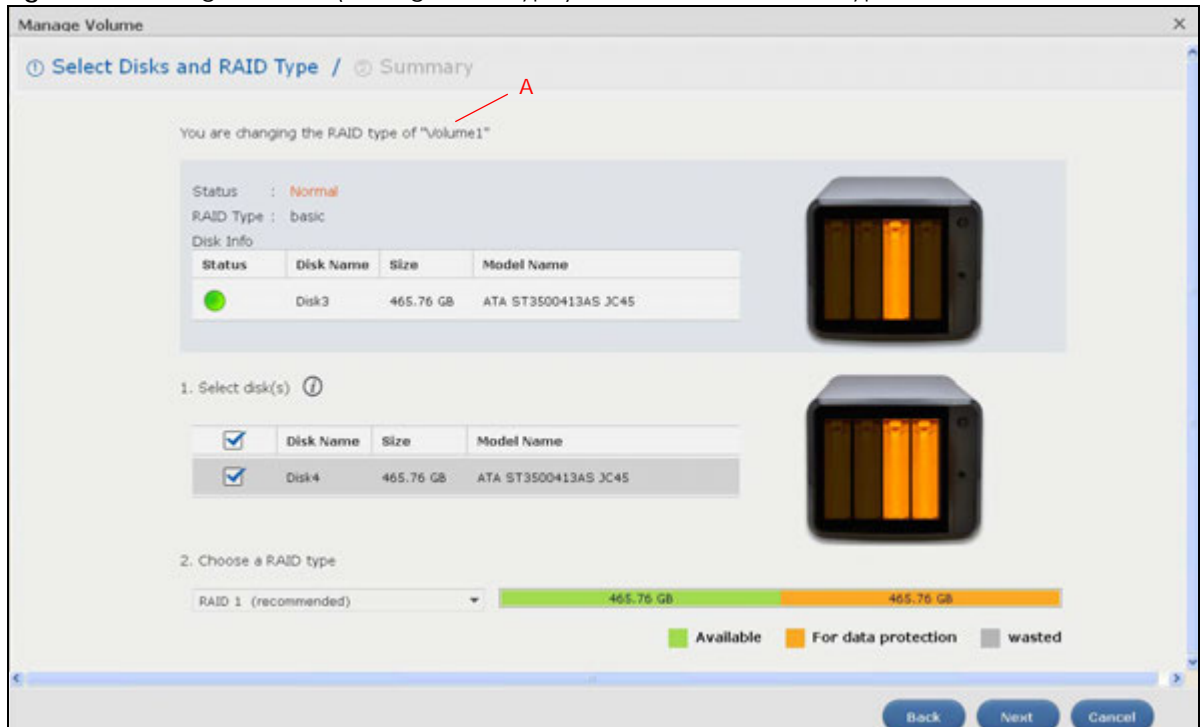 Manage Volume
① Select Disks and RAID Type / ② Summary
A
You are changing the RAID type of "Volume1"
Status : Normal
RAID Type : basic
Disk Info
Status Disk Name Size Model Name
Disk3 465.76 GB ATA ST3500413AS JC45
1. Select disk(s)
Disk Name Size Model Name
Disk4 465.76 GB ATA ST3500413AS JC45
2. Choose a RAID type
RAID 1 (recommended) 465.76 GB 465.76 GB
Available For data protection wasted
Back Next Cancel